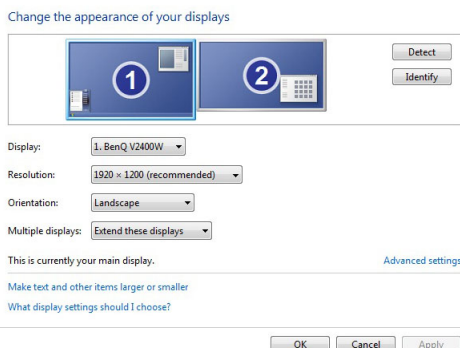 Change the appearance of your displays
1
2
Detect
Identify
Display: 1. BenQ V2400W
Resolution: 1920 × 1200 (recommended)
Orientation: Landscape
Multiple displays: Extend these displays
This is currently your main display. Advanced settings
Make text and other items larger or smaller
What display settings should I choose?
OK Cancel Apply